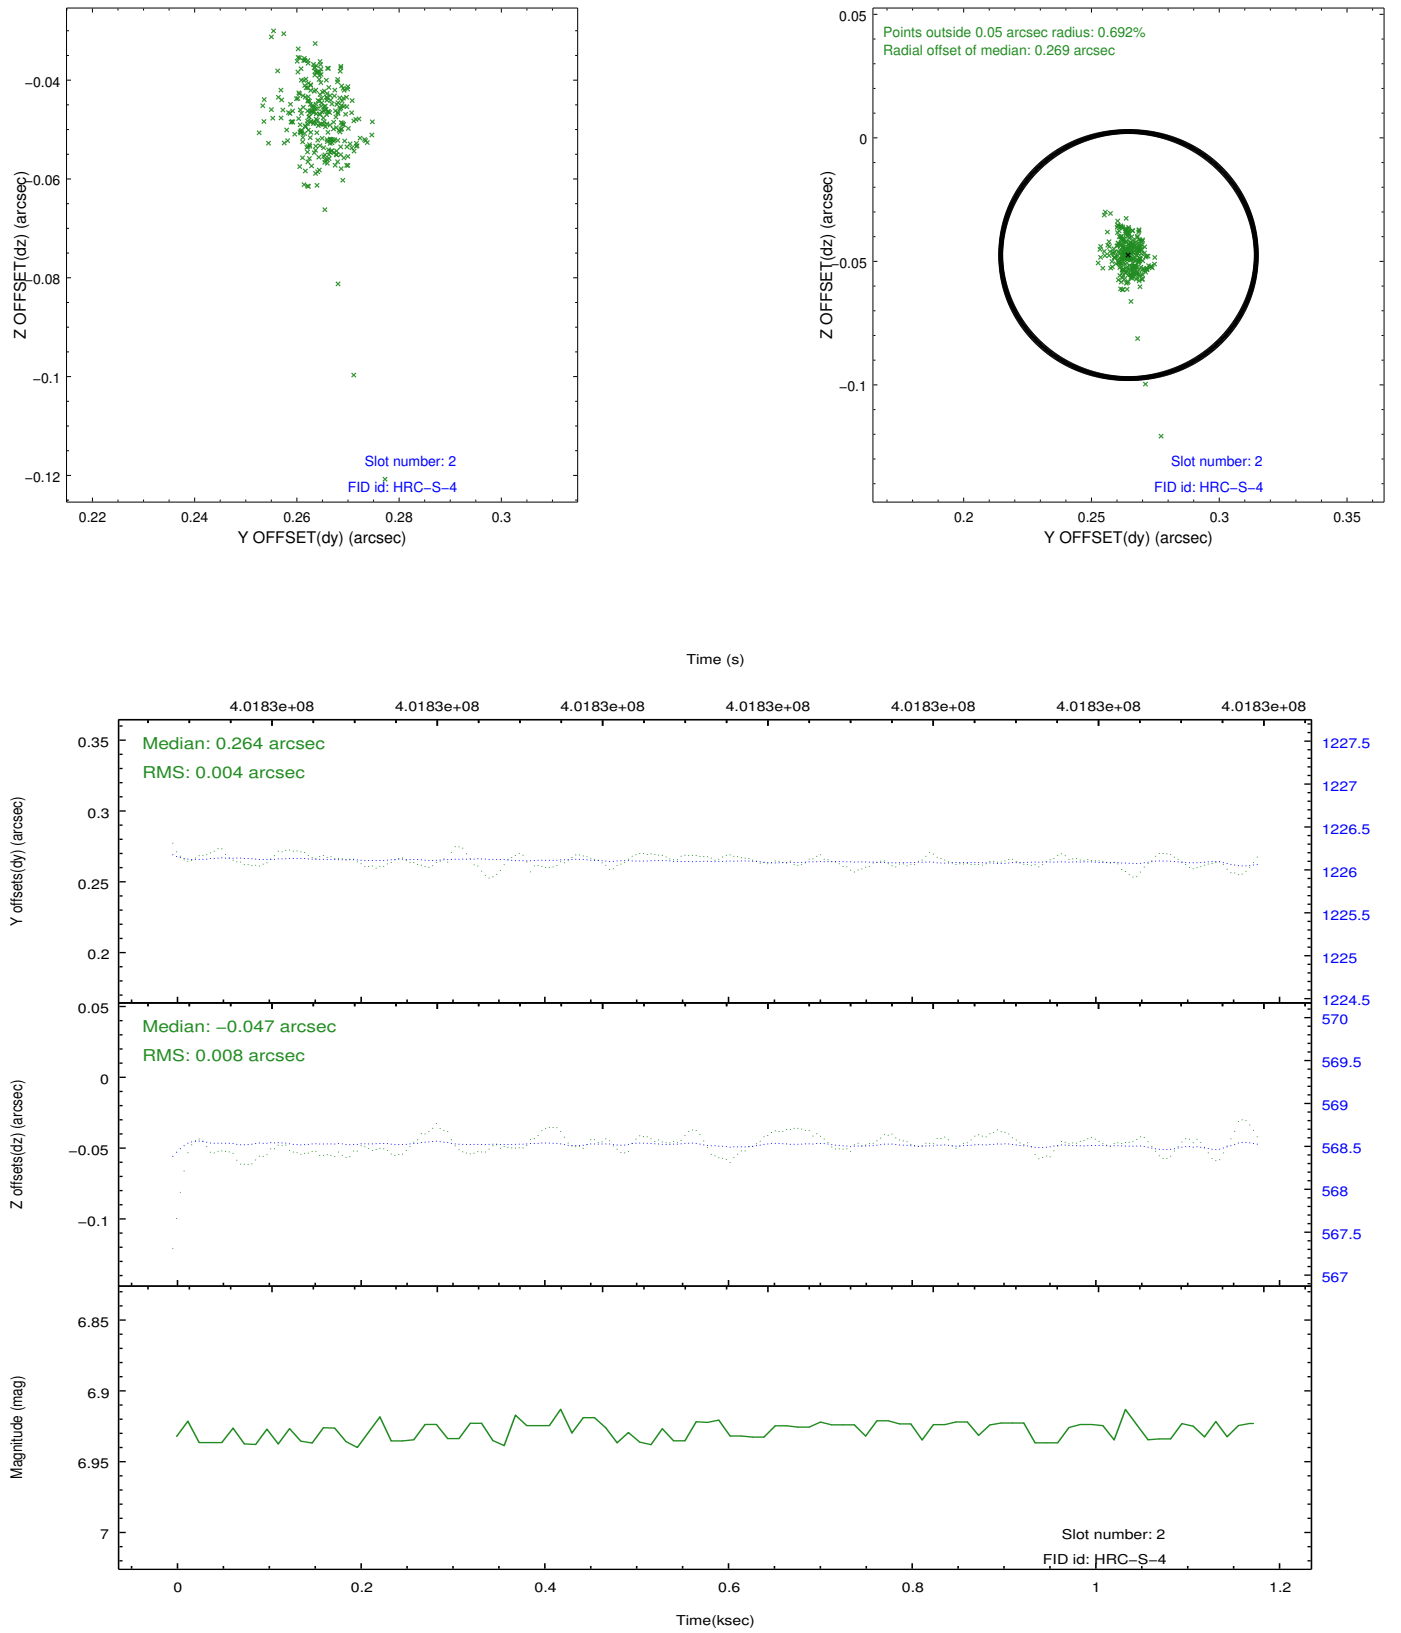 −0.04
−0.06
−0.08
−0.1
−0.12
Z OFFSET(dz) (arcsec)
0.22 0.24 0.26 0.28 0.3
Y OFFSET(dy) (arcsec)
Slot number: 2
FID id: HRC−S−4
Points outside 0.05 arcsec radius: 0.692%
Radial offset of median: 0.269 arcsec
0.05
0
−0.05
−0.1
Z OFFSET(dz) (arcsec)
0.2 0.25 0.3 0.35
Y OFFSET(dy) (arcsec)
Slot number: 2
FID id: HRC−S−4
Time (s)
4.0183e+08 4.0183e+08 4.0183e+08 4.0183e+08 4.0183e+08 4.0183e+08 4.0183e+08
Median: 0.264 arcsec
RMS: 0.004 arcsec
0.35
0.3
0.25
0.2
Y offsets(dy) (arcsec)
1227.5
1227
1226.5
1226
1225.5
1225
1224.5
Median: −0.047 arcsec
RMS: 0.008 arcsec
0.05
0
−0.05
−0.1
Z offsets(dz) (arcsec)
570
569.5
569
568.5
568
567.5
567
6.85
6.9
6.95
7
Magnitude (mag)
Slot number: 2
FID id: HRC−S−4
0 0.2 0.4 0.6 0.8 1 1.2
Time(ksec)